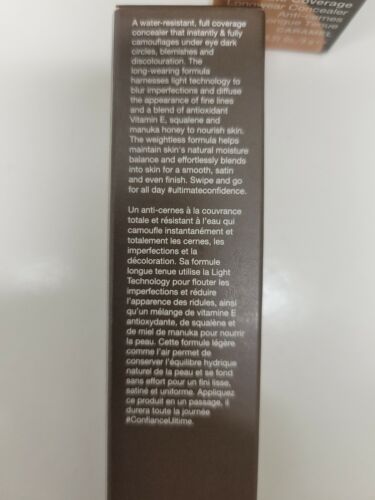 Coverage
Longwear Concealer
Anti-cernes
Longue Tenue
CARAMEL
A water-resistant, full coverage
concealer that instantly & fully
camouflages under eye dark
circles, blemishes and
discolouration. The
long-wearing formula
harnesses light technology to
blur imperfections and diffuse
the appearance of fine lines
and a blend of antioxidant
Vitamin E, squalene and
manuka honey to nourish skin.
The weightless formula helps
maintain skin's natural moisture
balance and effortlessly blends
into skin for a smooth, satin
and even finish. Swipe and go
for all day #ultimateconfidence.
Un anti-cernes à la couvrance
totale et résistant à l'eau qui
camoufle instantanément et
totalement les cernes, les
imperfections et la
décoloration. Sa formule
longue tenue utilise la Light
Technology pour flouter les
imperfections et réduire
l'apparence des ridules, ainsi
qu'un mélange de vitamine E
antioxydante, de squalène et
de miel de manuka pour nourrir
la peau. Cette formule légère
comme l'air permet de
conserver l'équilibre hydrique
naturel de la peau et se fond
sans effort pour un fini lisse,
satiné et uniforme. Appliquez
ce produit en un passage, il
durera toute la journée
#ConfianceUltime.